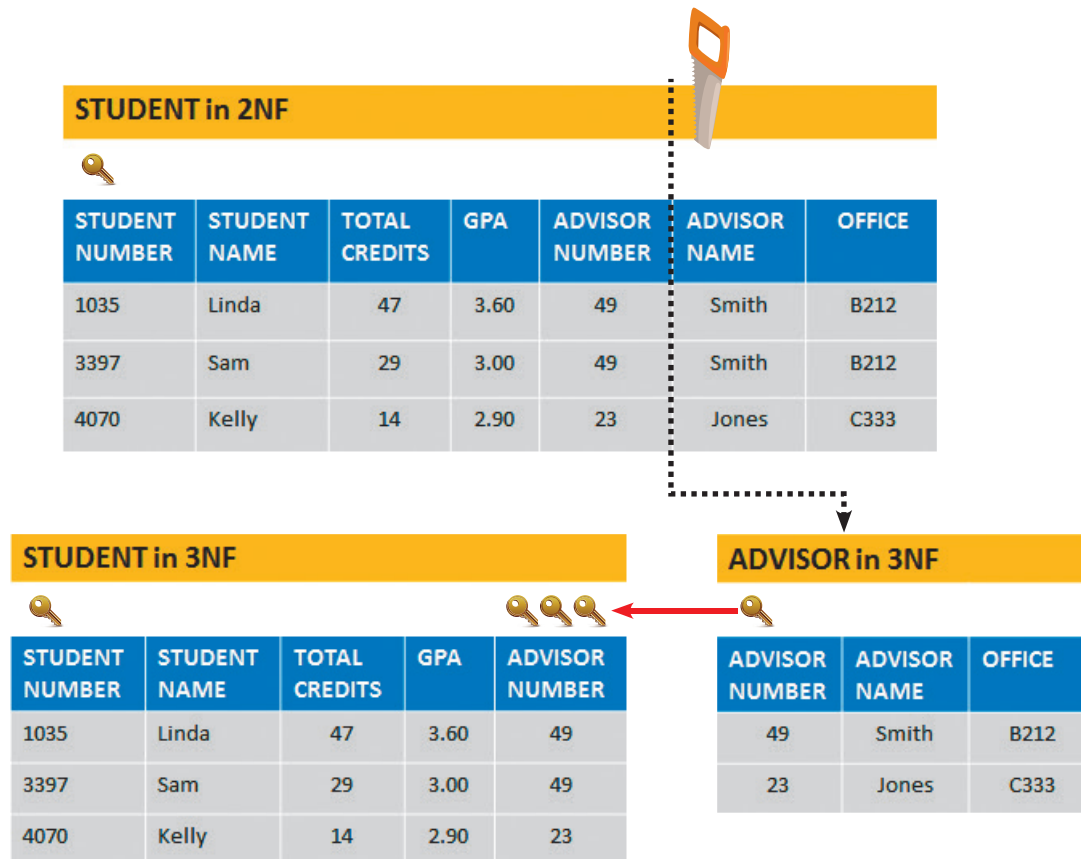 STUDENT in 2NF
STUDENT NUMBER STUDENT NAME TOTAL CREDITS GPA ADVISOR NUMBER ADVISOR NAME OFFICE
1035 Linda 47 3.60 49 Smith B212
3397 Sam 29 3.00 49 Smith B212
4070 Kelly 14 2.90 23 Jones C333
STUDENT in 3NF
STUDENT NUMBER STUDENT NAME TOTAL CREDITS GPA ADVISOR NUMBER
1035 Linda 47 3.60 49
3397 Sam 29 3.00 49
4070 Kelly 14 2.90 23
ADVISOR in 3NF
ADVISOR NUMBER ADVISOR NAME OFFICE
49 Smith B212
23 Jones C333